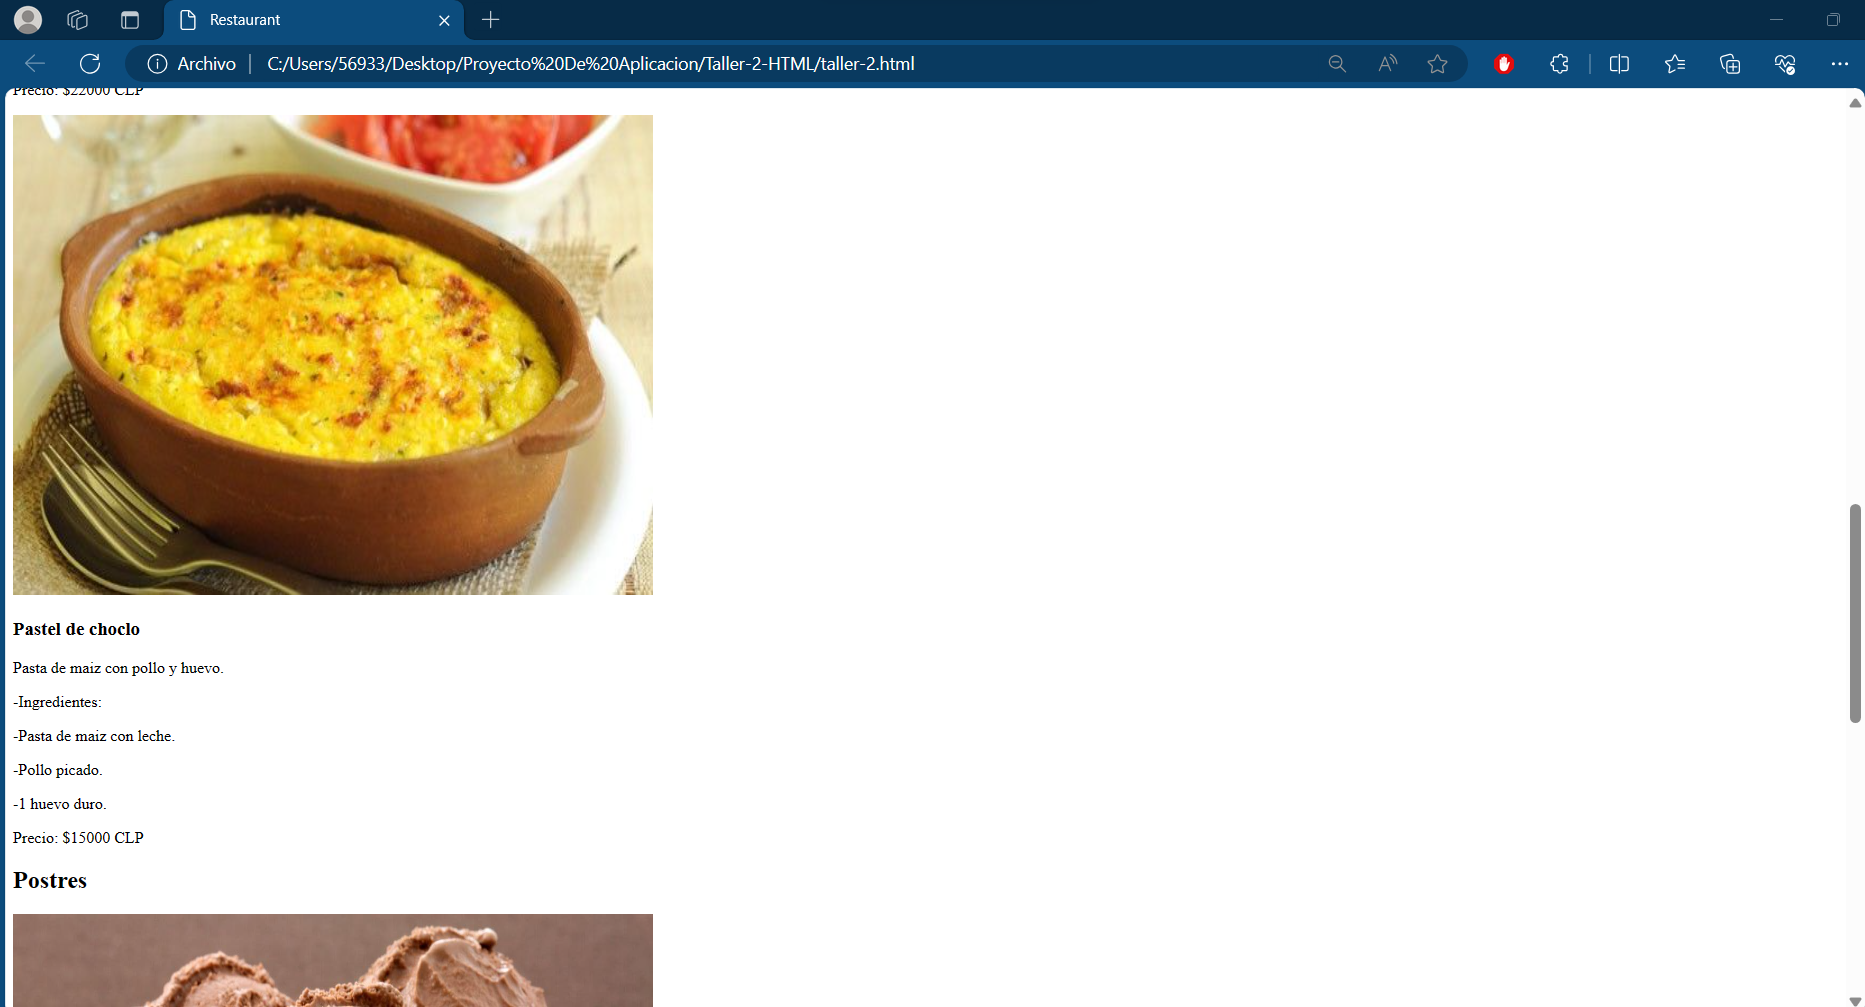 Restaurant
Archivo
C:/Users/56933/Desktop/Proyecto%20De%20Aplicacion/Taller-2-HTML/taller-2.html
Precio: $22000 CLP
Pastel de choclo
Pasta de maiz con pollo y huevo.
-Ingredientes:
-Pasta de maiz con leche.
-Pollo picado.
-1 huevo duro.
Precio: $15000 CLP
Postres